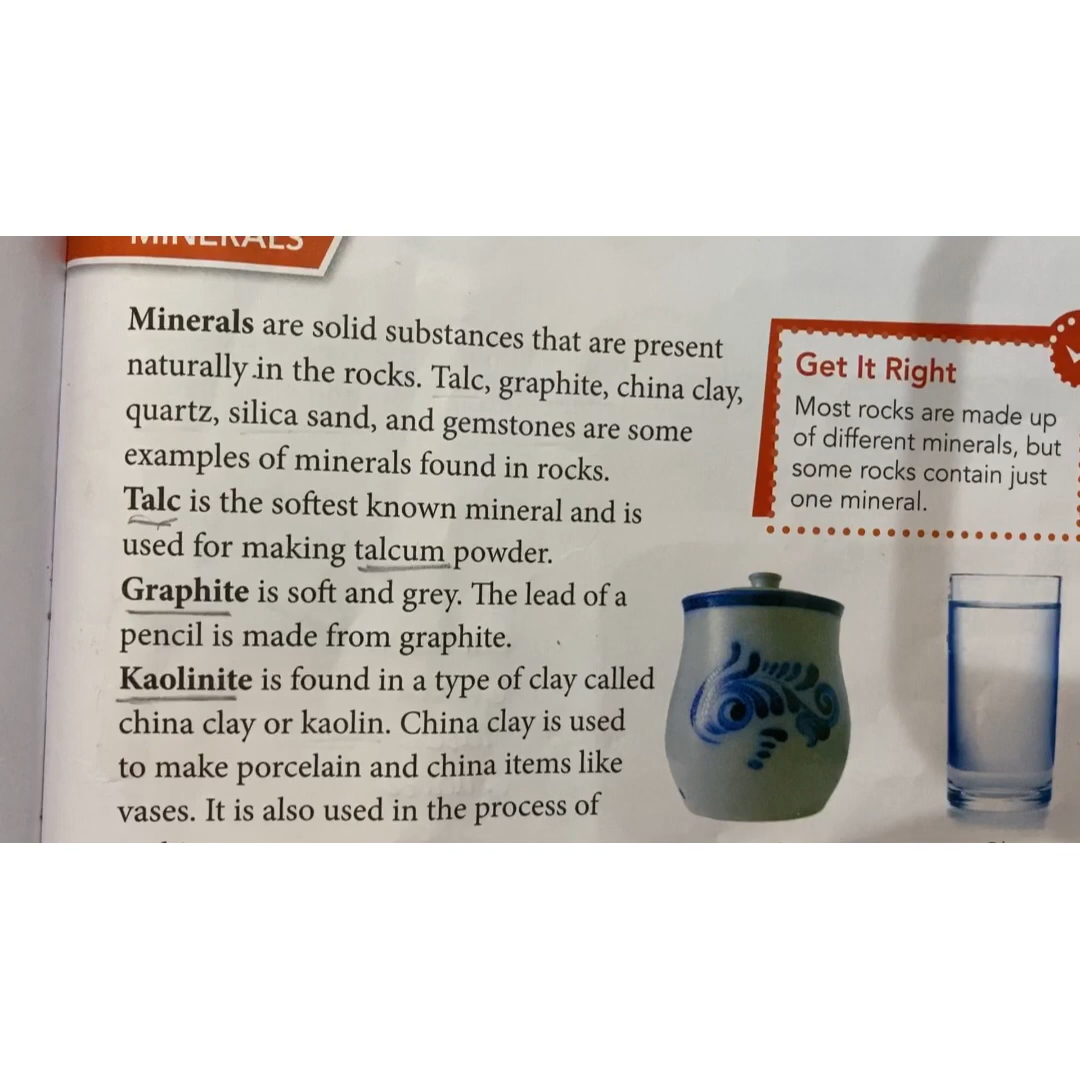 MINERALS
Minerals are solid substances that are present
naturally in the rocks. Talc, graphite, china clay,
quartz, silica sand, and gemstones are some
examples of minerals found in rocks.
Talc is the softest known mineral and is
used for making talcum powder.
Graphite is soft and grey. The lead of a
pencil is made from graphite.
Kaolinite is found in a type of clay called
china clay or kaolin. China clay is used
to make porcelain and china items like
vases. It is also used in the process of
Get It Right
Most rocks are made up
of different minerals, but
some rocks contain just
one mineral.